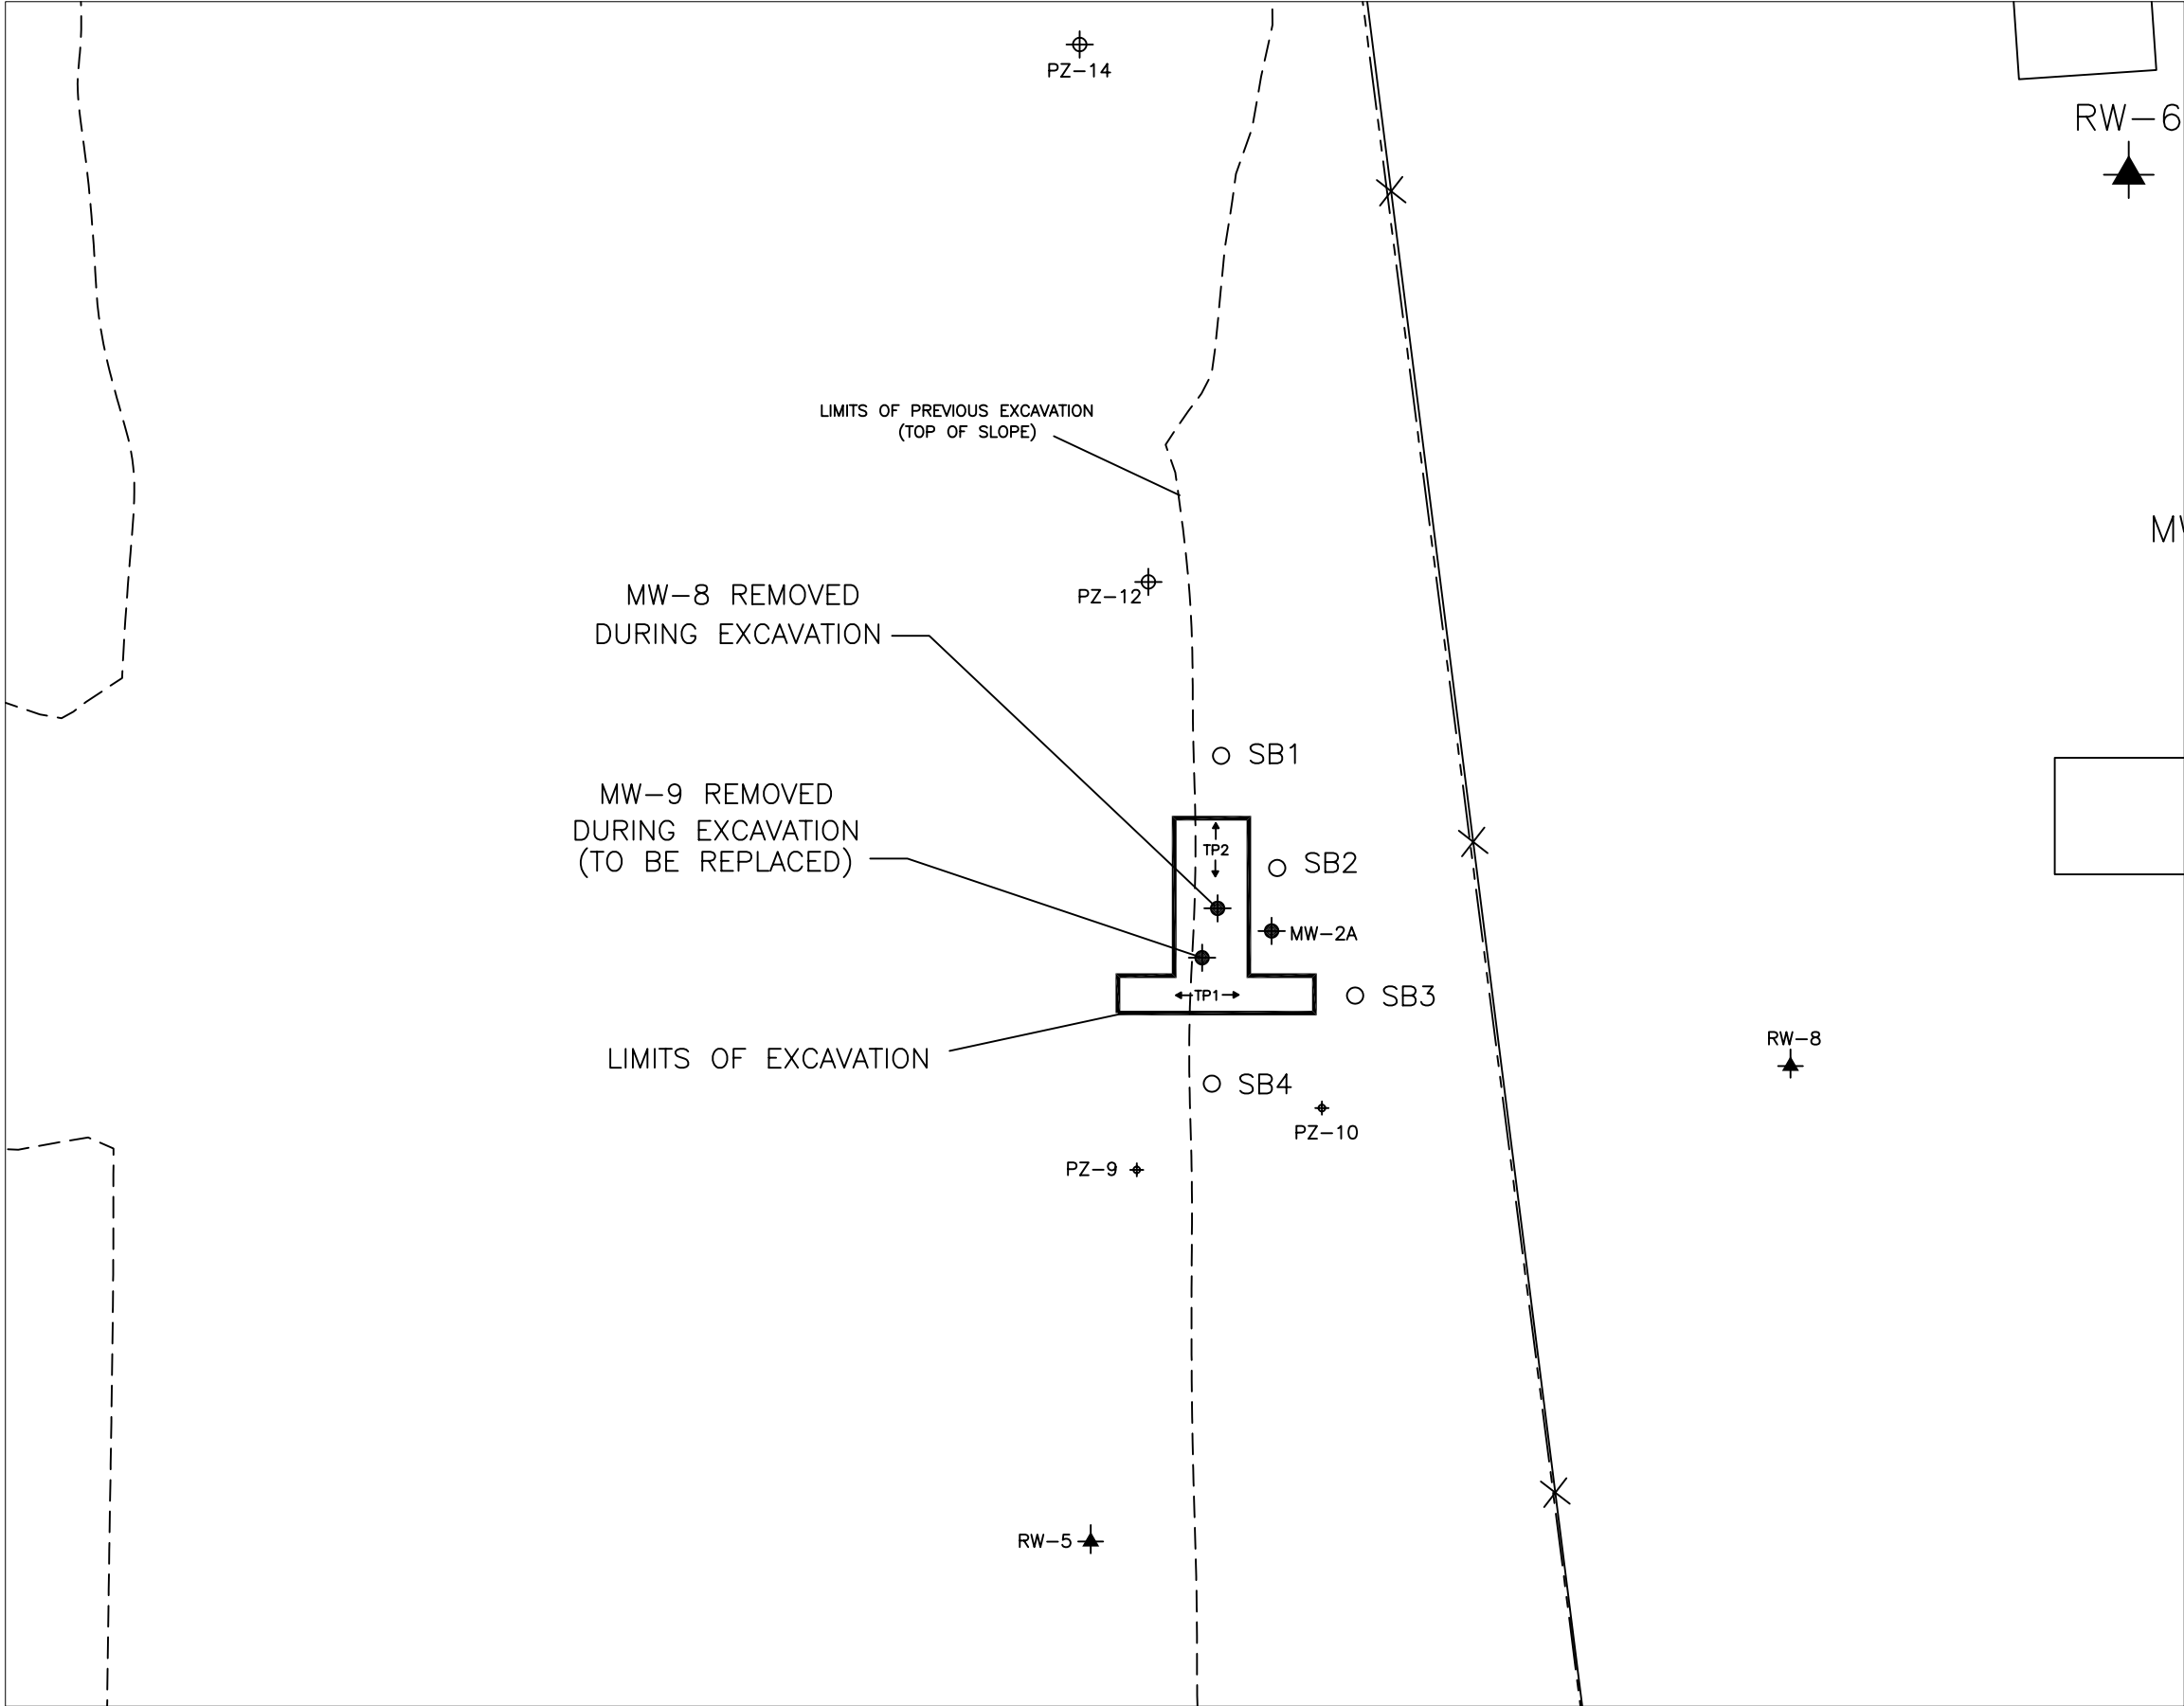 PZ-14
RW-6
LIMITS OF PREVIOUS EXCAVATION
(TOP OF SLOPE)
MW-8 REMOVED
DURING EXCAVATION
PZ-12
SB1
MW-9 REMOVED
DURING EXCAVATION
(TO BE REPLACED)
TP2
SB2
MW-2A
TP1
SB3
LIMITS OF EXCAVATION
RW-8
SB4
PZ-10
PZ-9
RW-5